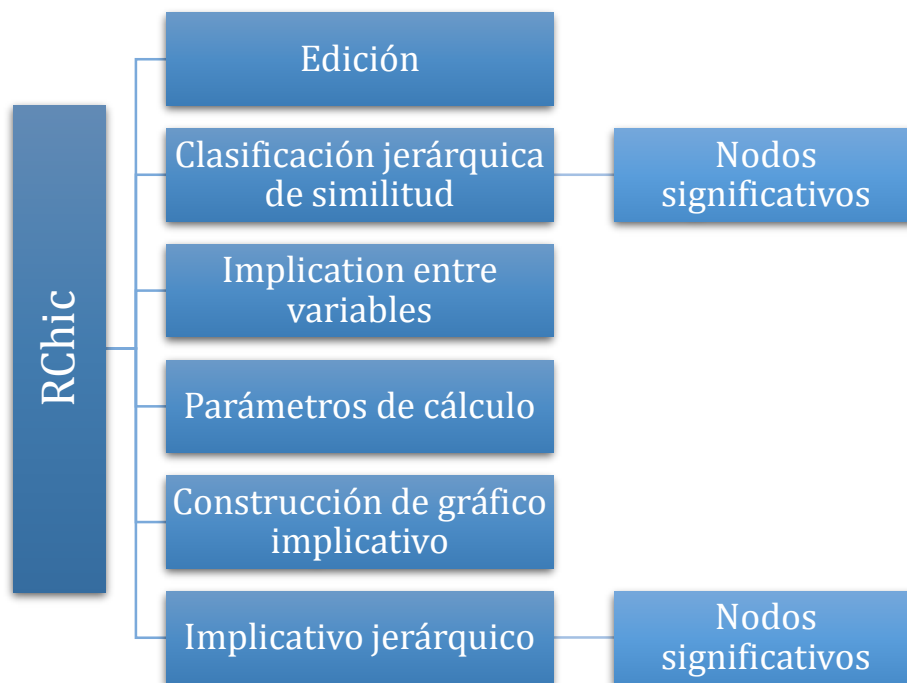 RChic
Edición
Clasificación jerárquica
de similitud
Nodos
significativos
Implication entre
variables
Parámetros de cálculo
Construcción de gráfico
implicativo
Implicativo jerárquico
Nodos
significativos